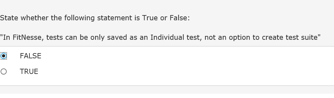 State whether the following statement is True or False:
"In FitNesse, tests can be only saved as an Individual test, not an option to create test suite"
FALSE
TRUE